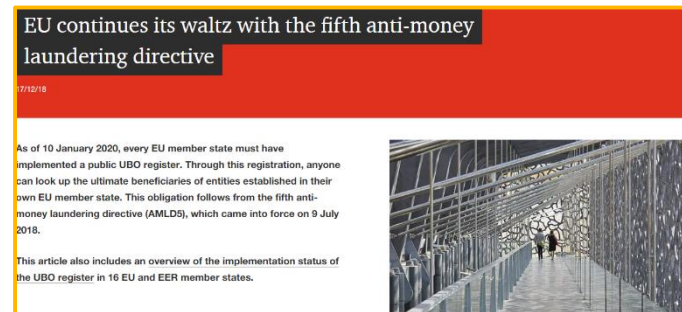 EU continues its waltz with the fifth anti-money
laundering directive
17/12/18
As of 10 January 2020, every EU member state must have
implemented a public UBO register. Through this registration, anyone
can look up the ultimate beneficiaries of entities established in their
own EU member state. This obligation follows from the fifth anti-
money laundering directive (AMLD5), which came into force on 9 July
2018.
This article also includes an overview of the implementation status of
the UBO register in 16 EU and EER member states.